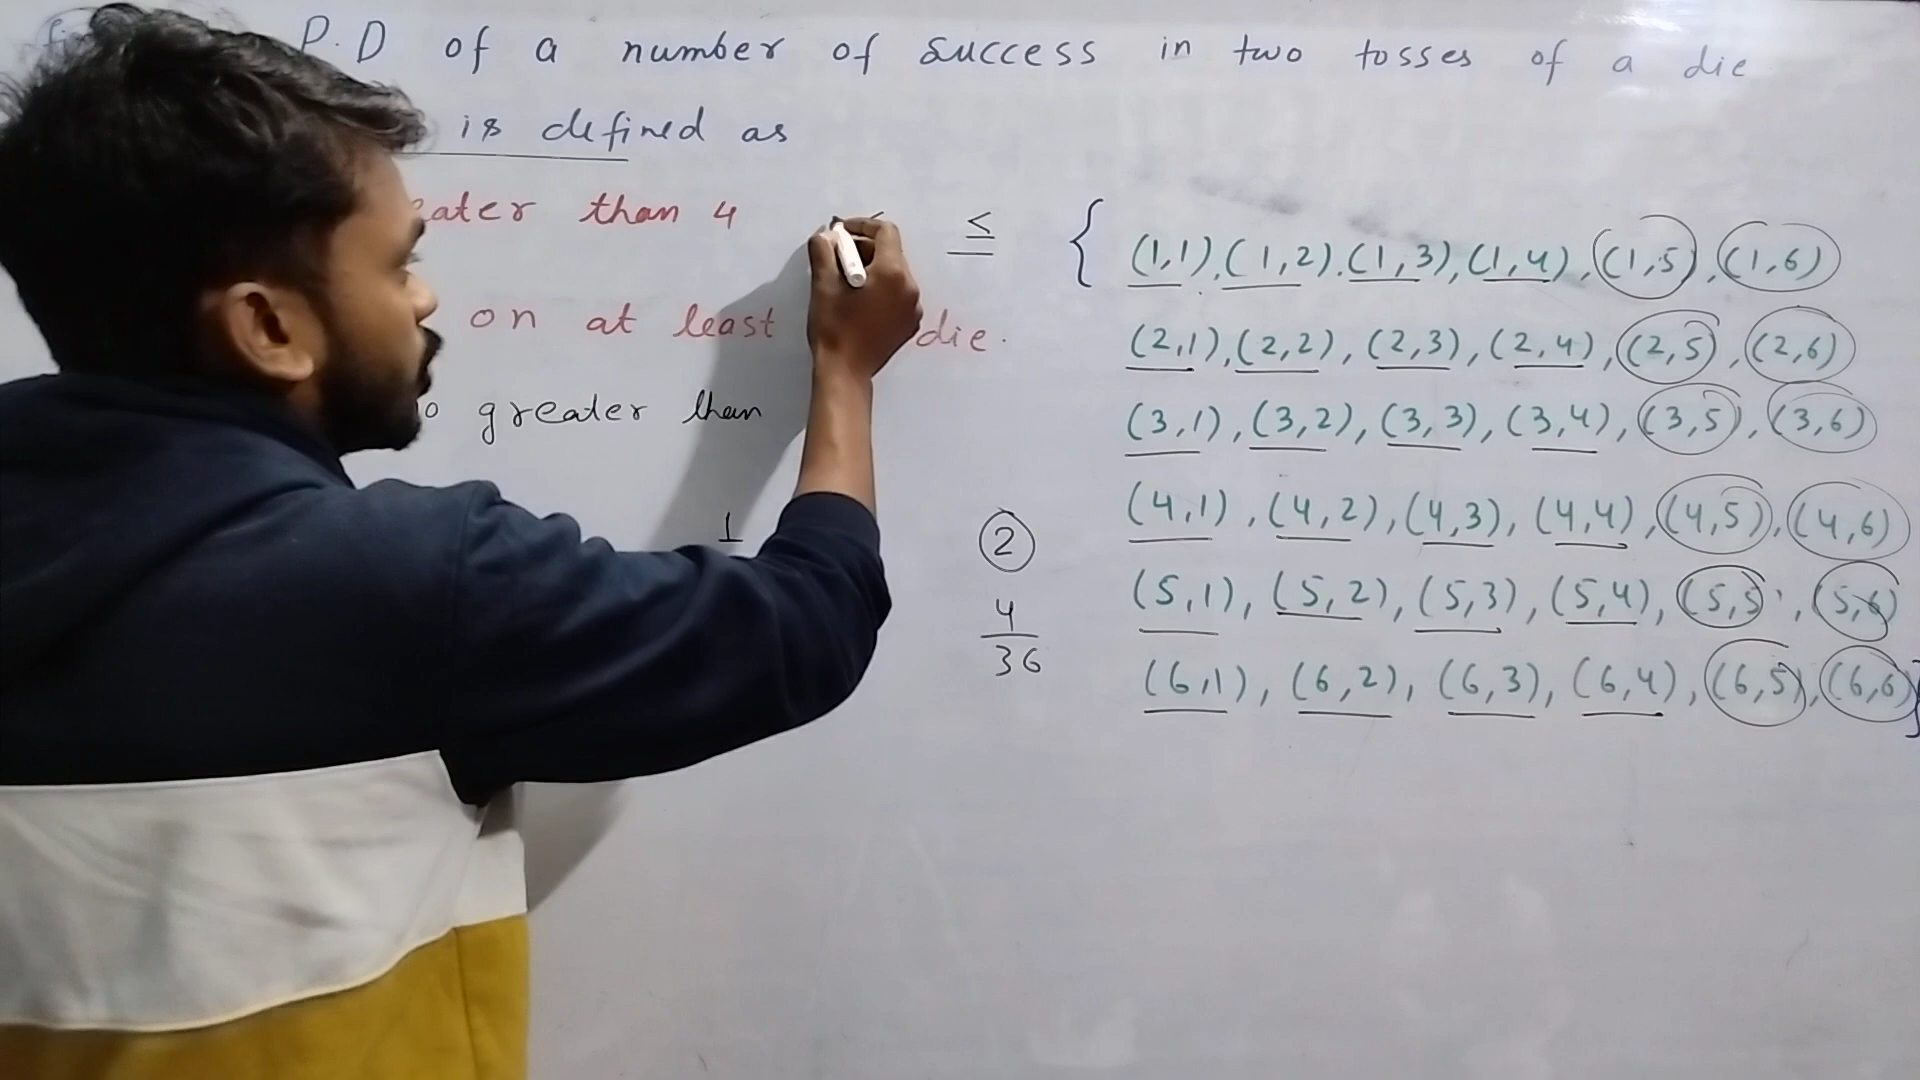 P.D of a number of success in two tosses of a die
is defined as
than 4
≤
{ (1,1), (1,2), (1,3), (1,4), (1,5), (1,6)
on at least die.
(2,1), (2,2), (2,3), (2,4), (2,5), (2,6)
greater then
(3,1), (3,2), (3,3), (3,4), (3,5), (3,6)
1 2
(4,1), (4,2), (4,3), (4,4), (4,5), (4,6)
4/36
(5,1), (5,2), (5,3), (5,4), (5,5), (5,6)
(6,1), (6,2), (6,3), (6,4), (6,5), (6,6) }